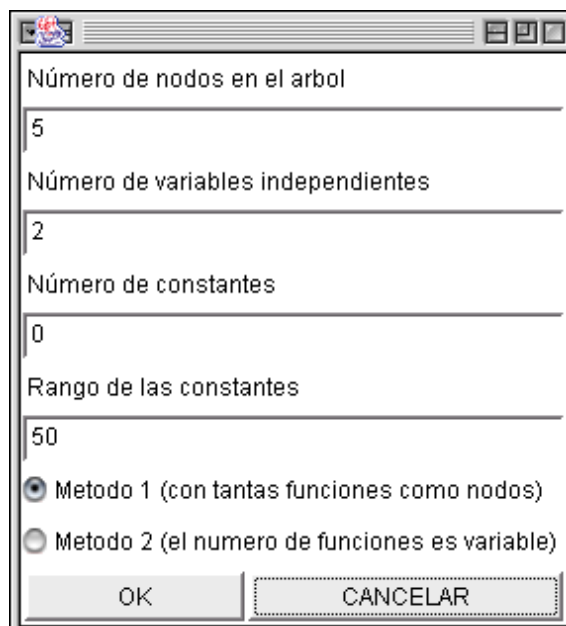 Número de nodos en el arbol
5
Número de variables independientes
2
Número de constantes
0
Rango de las constantes
50
Metodo 1 (con tantas funciones como nodos)
Metodo 2 (el numero de funciones es variable)
OK CANCELAR